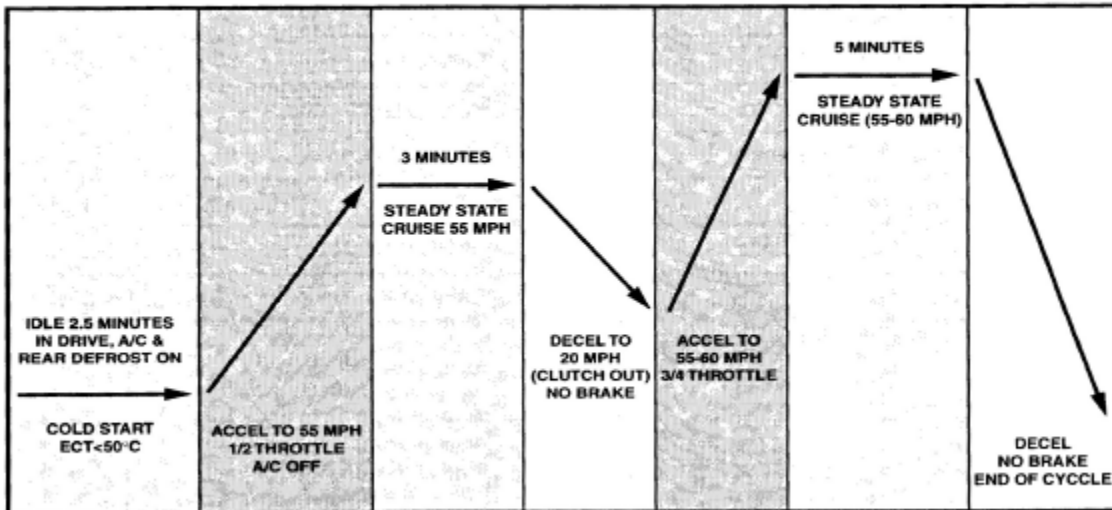 IDLE 2.5 MINUTES
IN DRIVE, A/C &
REAR DEFROST ON
COLD START
ECT<50°C
ACCEL TO 55 MPH
1/2 THROTTLE
A/C OFF
3 MINUTES
STEADY STATE
CRUISE 55 MPH
DECEL TO
20 MPH
(CLUTCH OUT)
NO BRAKE
ACCEL TO
55-60 MPH
3/4 THROTTLE
5 MINUTES
STEADY STATE
CRUISE (55-60 MPH)
DECEL
NO BRAKE
END OF CYCCLE